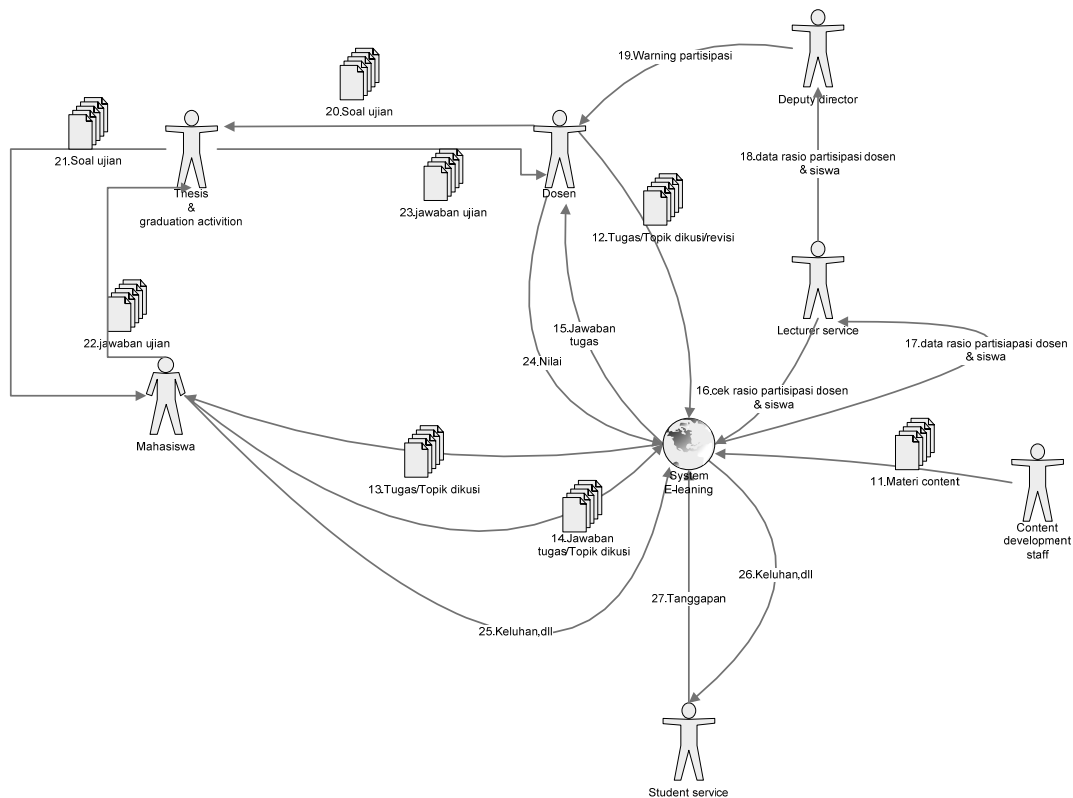 19.Warning partisipasi
Deputy director
20.Soal ujian
21.Soal ujian
18.data rasio partisipasi dosen
& siswa
Thesis
&
graduation activition
23.jawaban ujian
Dosen
12.Tugas/Topik dikusi/revisi
Lecturer service
15.Jawaban
tugas
22.jawaban ujian
17.data rasio partisiapasi dosen
& siswa
24.Nilai
16.cek rasio partisipasi dosen
& siswa
Mahasiswa
13.Tugas/Topik dikusi
System
E-leaning
11.Materi content
14.Jawaban
tugas/Topik dikusi
Content
development
staff
26.Keluhan,dll
27.Tanggapan
25.Keluhan,dll
Student service